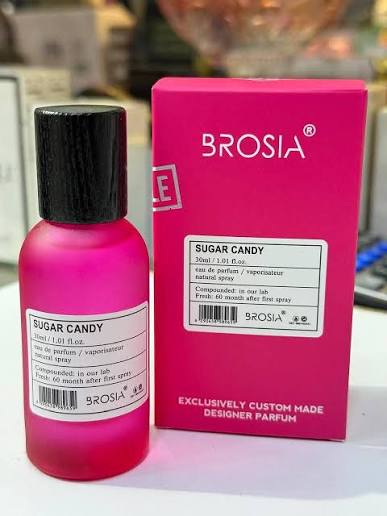 BROSIA®
LE
SUGAR CANDY
30ml / 1.01 fl.oz.
eau de parfum / vaporisateur
natural spray
Compounded: in our lab
Fresh: 60 month after first spray
BROSIA®
EXCLUSIVELY CUSTOM MADE
DESIGNER PARFUM
SUGAR CANDY
30ml / 1.01 fl.oz.
eau de parfum / vaporisateur
natural spray
Compounded: in our lab
Fresh: 60 month after first spray
BROSIA®